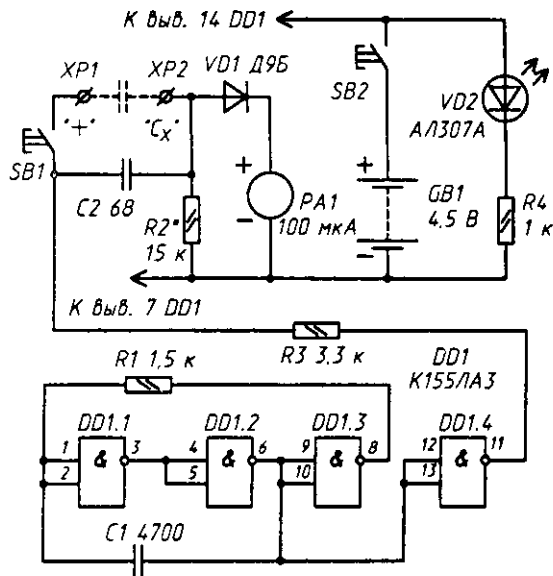 К выв. 14 DD1
XP1
XP2
VD1 Д9Б
"+"
"Cх"
SB1
C2 68
R2* 15 к
+
-
PA1 100 мкА
SB2
+
-
GB1 4,5 В
VD2 АЛ307А
R4 1 к
К выв. 7 DD1
R3 3,3 к
DD1 К155ЛА3
R1 1,5 к
DD1.1
DD1.2
DD1.3
DD1.4
1
2
&
3
4
5
&
6
9
10
&
8
12
13
&
11
C1 4700